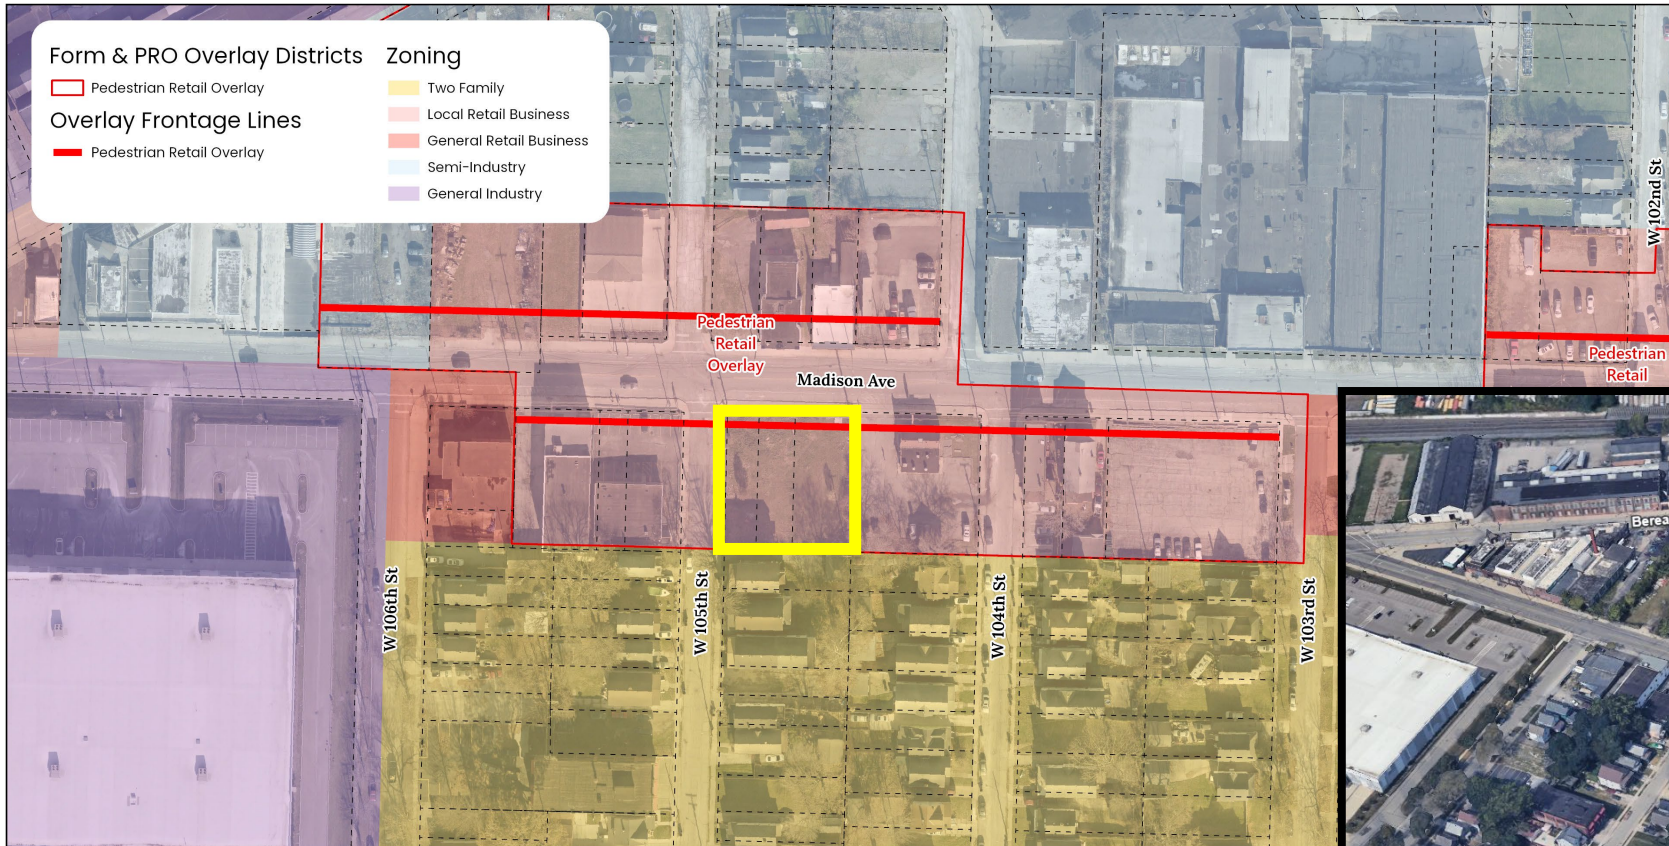 Form & PRO Overlay Districts
Pedestrian Retail Overlay
Overlay Frontage Lines
Pedestrian Retail Overlay
Zoning
Two Family
Local Retail Business
General Retail Business
Semi-Industry
General Industry
W 102nd St
Pedestrian
Retail
Overlay
Pedestrian
Retail
Madison Ave
Berea
W 106th St
W 105th St
W 104th St
W 103rd St